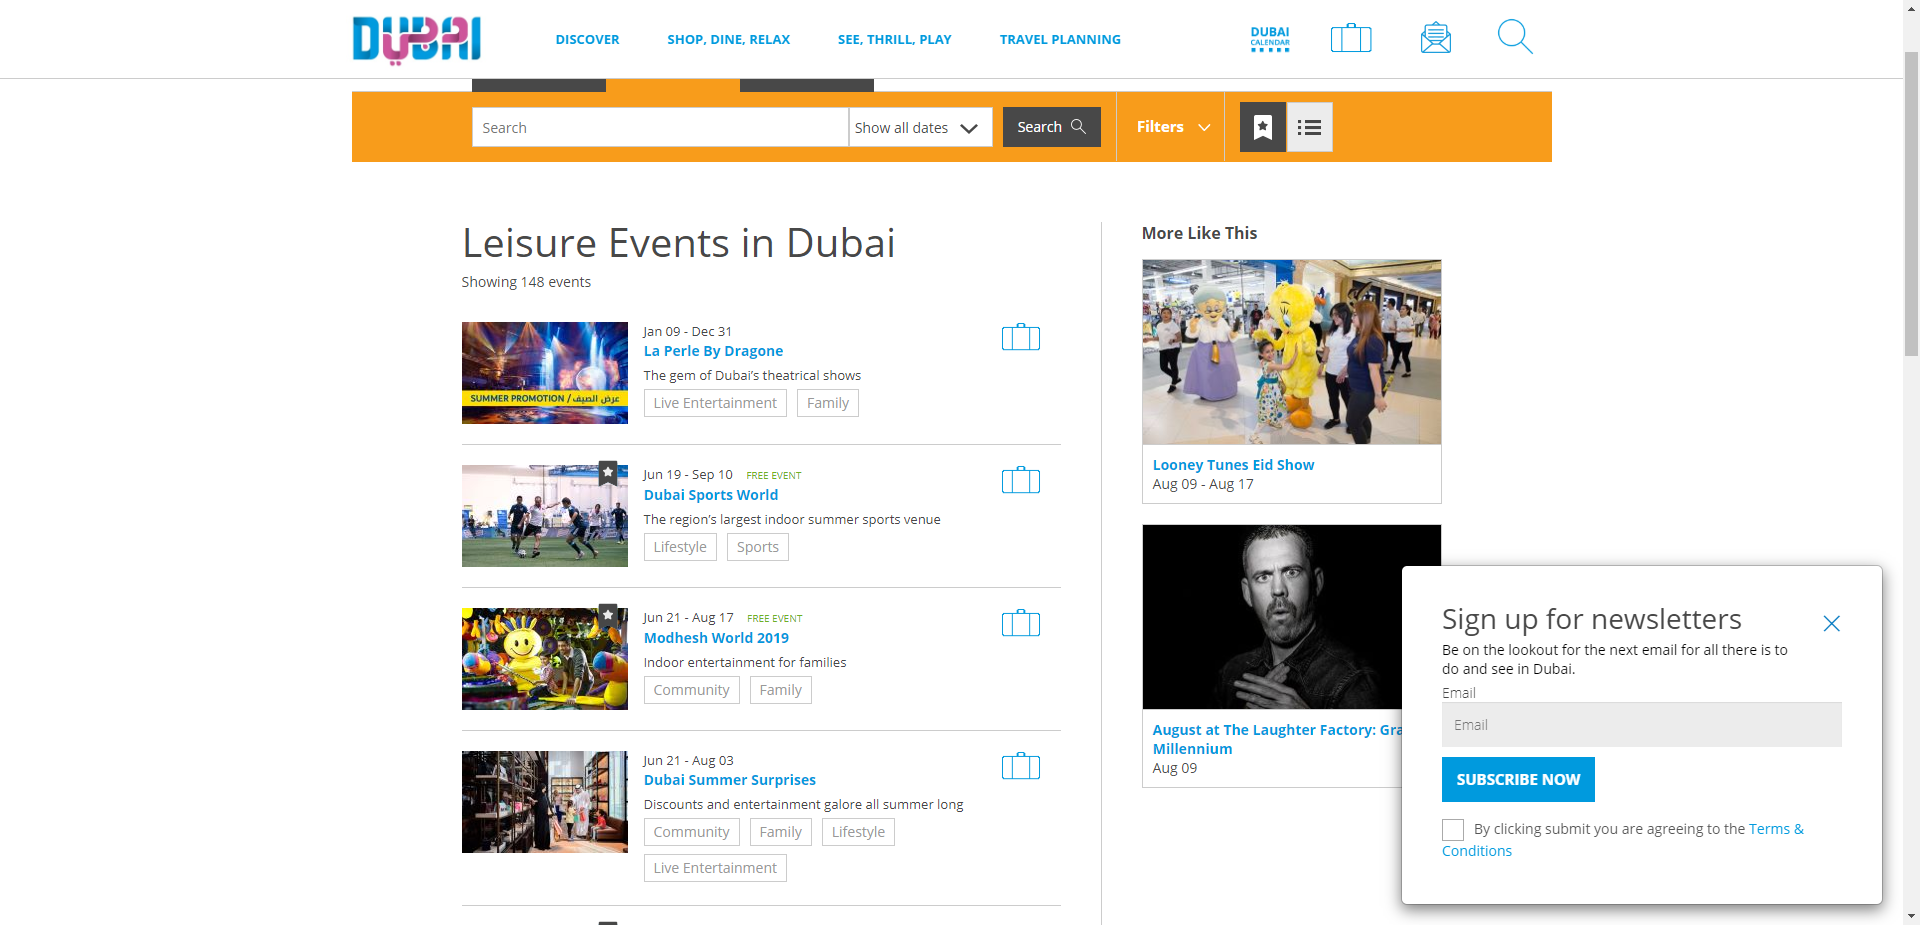 DUBAI
DISCOVER
SHOP, DINE, RELAX
SEE, THRILL, PLAY
TRAVEL PLANNING
DUBAI
CALENDAR
Search
Show all dates
Search
Filters
Leisure Events in Dubai
Showing 148 events
SUMMER PROMOTION / عرض الصيف
Jan 09 - Dec 31
La Perle By Dragone
The gem of Dubai’s theatrical shows
Live Entertainment
Family
Jun 19 - Sep 10 FREE EVENT
Dubai Sports World
The region’s largest indoor summer sports venue
Lifestyle
Sports
Jun 21 - Aug 17 FREE EVENT
Modhesh World 2019
Indoor entertainment for families
Community
Family
Jun 21 - Aug 03
Dubai Summer Surprises
Discounts and entertainment galore all summer long
Community
Family
Lifestyle
Live Entertainment
More Like This
Looney Tunes Eid Show
Aug 09 - Aug 17
August at The Laughter Factory: Gra
Millennium
Aug 09
Sign up for newsletters
Be on the lookout for the next email for all there is to
do and see in Dubai.
Email
Email
SUBSCRIBE NOW
By clicking submit you are agreeing to the Terms &
Conditions